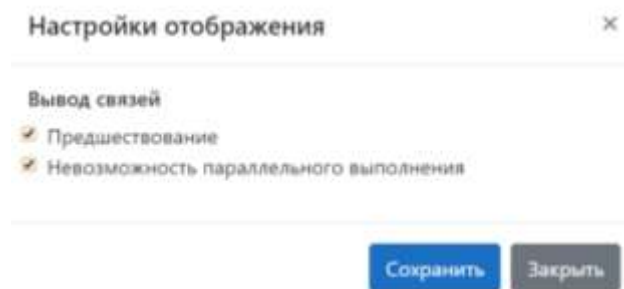 Настройки отображения
Вывод связей
Предшествование
Невозможность параллельного выполнения
Сохранить Закрыть